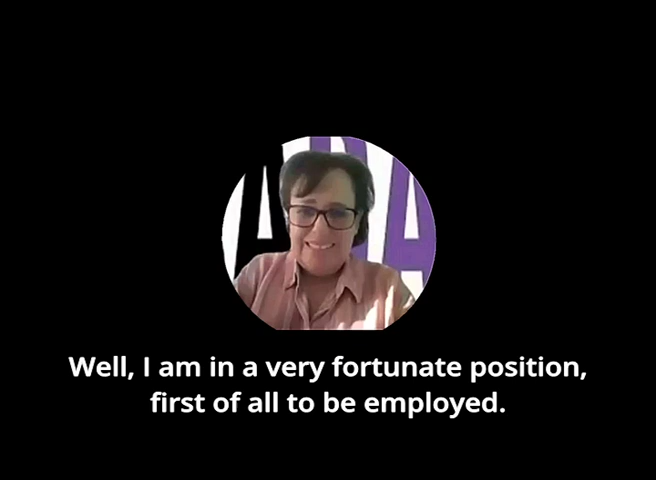 Well, I am in a very fortunate position,
first of all to be employed.